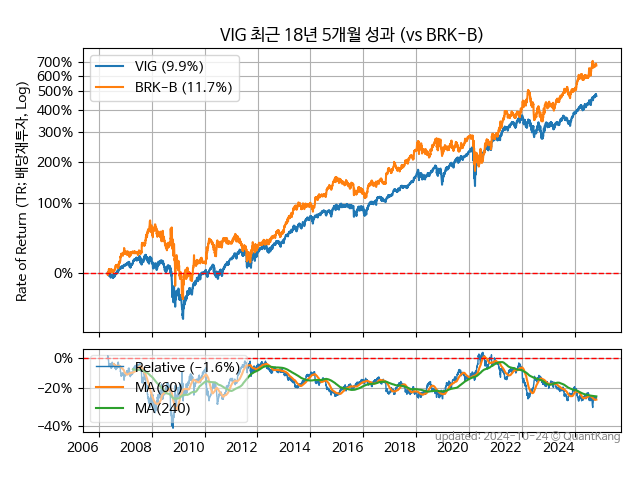 VIG 최근 18년 5개월 성과 (vs BRK-B)
Rate of Return (TR: 배당재투자, Log)
700%
600%
500%
400%
300%
200%
100%
0%
VIG (9.9%)
BRK-B (11.7%)
0%
-20%
-40%
Relative (-1.6%)
MA(60)
MA(240)
2006 2008 2010 2012 2014 2016 2018 2020 2022 2024
updated: 2024-10-24 © QuantKang